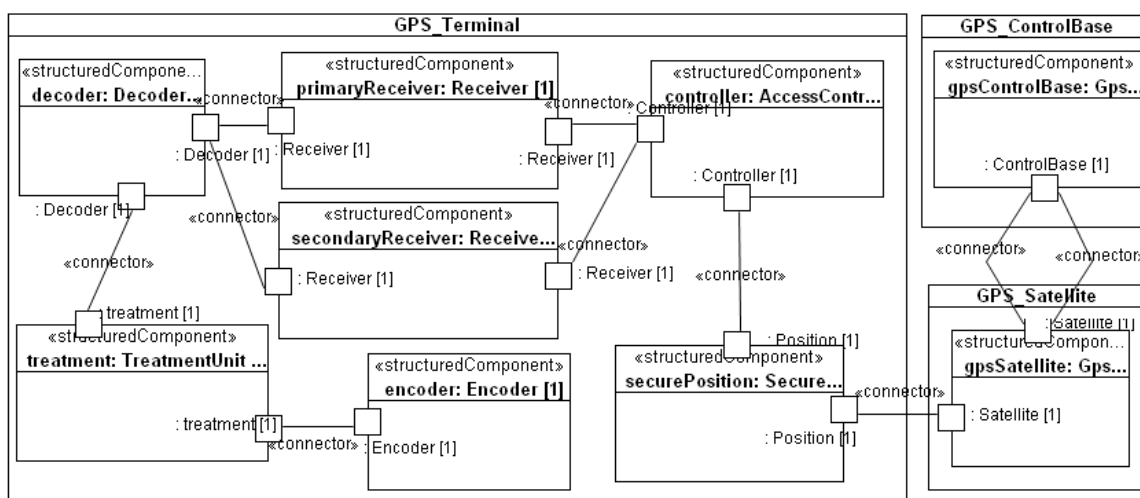 GPS_Terminal
«structuredCompone...
decoder: Decoder...
«connector»
: Decoder [1]
: Decoder [1]
«structuredComponent»
primaryReceiver: Receiver [1]
: Receiver [1]
: Receiver [1]
«connector»
«structuredComponent»
controller: AccessContr...
: Controller [1]
: Controller [1]
«connector»
«structuredComponent»
secondaryReceiver: Receive...
: Receiver [1]
: Receiver [1]
«connector»
«connector»
«connector»
: treatment [1]
«structuredComponent»
treatment: TreatmentUnit ...
: treatment [1]
«connector»
«structuredComponent»
encoder: Encoder [1]
: Encoder [1]
: Position [1]
«structuredComponent»
securePosition: Secure...
: Position [1]
«connector»
GPS_ControlBase
«structuredComponent»
gpsControlBase: Gps...
: ControlBase [1]
«connector»
«connector»
GPS_Satellite
: Satellite [1]
«structuredCompon...
gpsSatellite: Gps...
: Satellite [1]